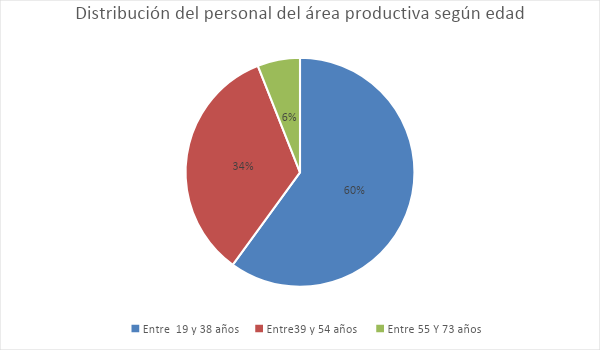 Distribución del personal del área productiva según edad
6%
34%
60%
Entre 19 y 38 años Entre39 y 54 años Entre 55 Y 73 años